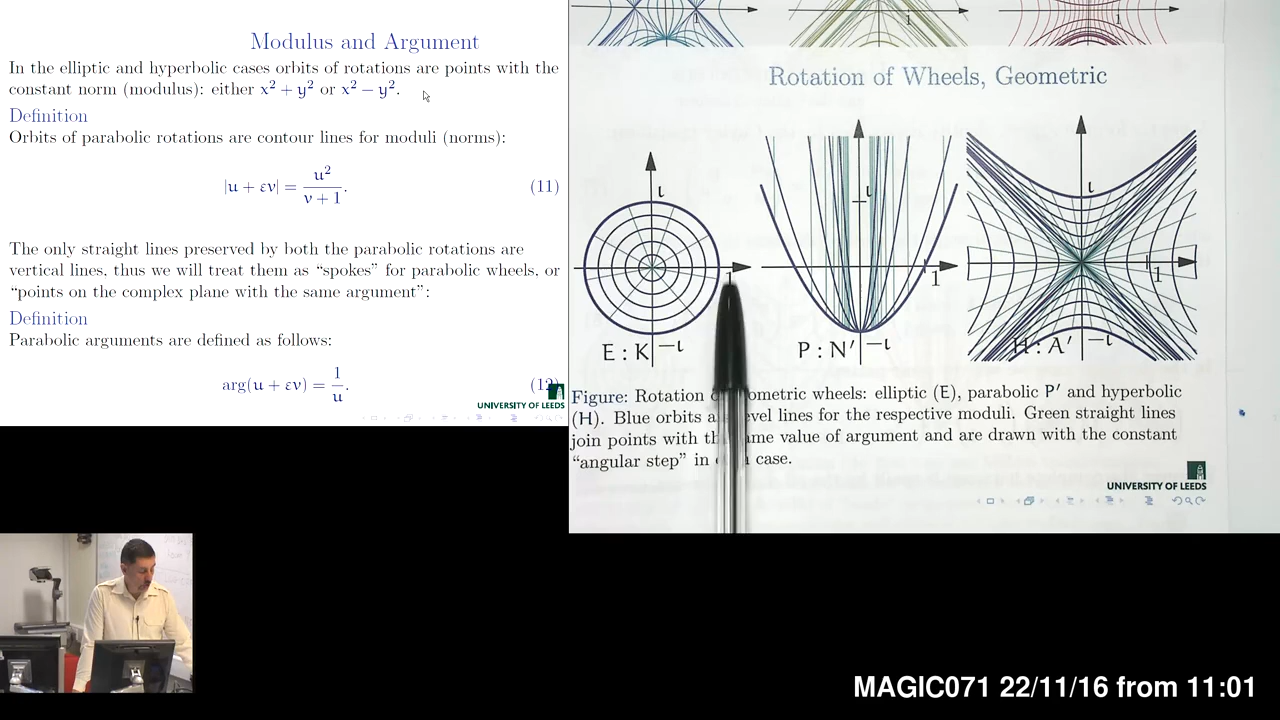 Modulus and Argument
In the elliptic and hyperbolic cases orbits of rotations are points with the
constant norm (modulus): either x² + y² or x² − y².
Definition
Orbits of parabolic rotations are contour lines for moduli (norms):
|u + εv| = u² / (v + 1). (11)
The only straight lines preserved by both the parabolic rotations are
vertical lines, thus we will treat them as “spokes” for parabolic wheels, or
“points on the complex plane with the same argument”:
Definition
Parabolic arguments are defined as follows:
arg(u + εv) = 1 / u.
UNIVERSITY OF LEEDS
1
1
Rotation of Wheels, Geometric
ι
ι
ι
1
1
1
E : K
−ι
P : N′
−ι
: A′
−ι
Figure: Rotation ometric wheels: elliptic (E), parabolic P′ and hyperbolic
(H). Blue orbits level lines for the respective moduli. Green straight lines
join points with value of argument and are drawn with the constant
“angular step” in case.
UNIVERSITY OF LEEDS
MAGIC071 22/11/16 from 11:01